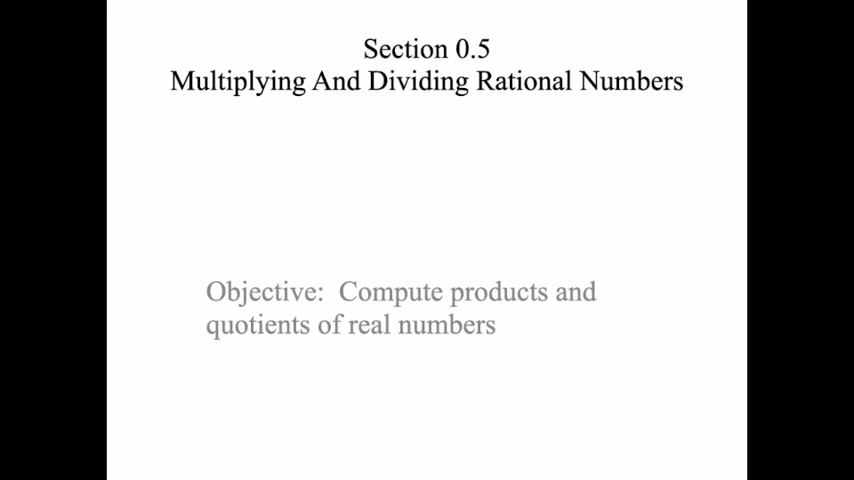 Section 0.5
Multiplying And Dividing Rational Numbers
Objective:  Compute products and
quotients of real numbers